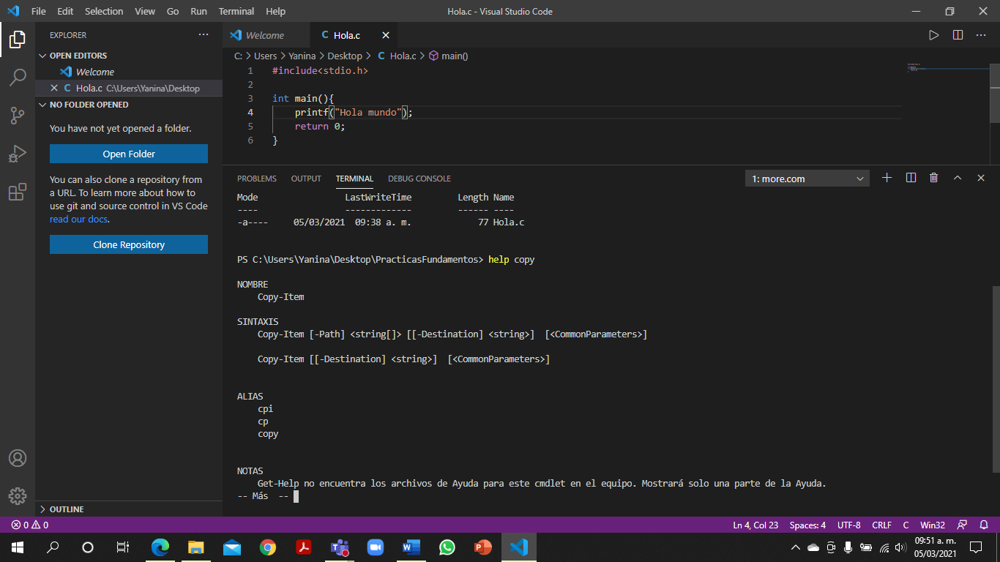 File Edit Selection View Go Run Terminal Help
Hola.c - Visual Studio Code
EXPLORER
OPEN EDITORS
Welcome
Hola.c C:\Users\Yanina\Desktop
NO FOLDER OPENED
You have not yet opened a folder.
Open Folder
You can also clone a repository from
a URL. To learn more about how to
use git and source control in VS Code
read our docs.
Clone Repository
OUTLINE
Welcome
Hola.c
C: > Users > Yanina > Desktop > C Hola.c > main()
1 #include<stdio.h>
2
3 int main(){
4 printf("Hola mundo");
5 return 0;
6 }
PROBLEMS OUTPUT TERMINAL DEBUG CONSOLE
1: more.com
Mode LastWriteTime Length Name
---- ------------- ------ ----
-a---- 05/03/2021 09:38 a. m. 77 Hola.c
PS C:\Users\Yanina\Desktop\PracticasFundamentos> help copy
NOMBRE
Copy-Item
SINTAXIS
Copy-Item [-Path] <string[]> [[-Destination] <string>] [<CommonParameters>]
Copy-Item [[-Destination] <string>] [<CommonParameters>]
ALIAS
cpi
cp
copy
NOTAS
Get-Help no encuentra los archivos de Ayuda para este cmdlet en el equipo. Mostrará solo una parte de la Ayuda.
-- Más --
0 0
Ln 4, Col 23 Spaces: 4 UTF-8 CRLF C Win32
09:51 a. m.
05/03/2021